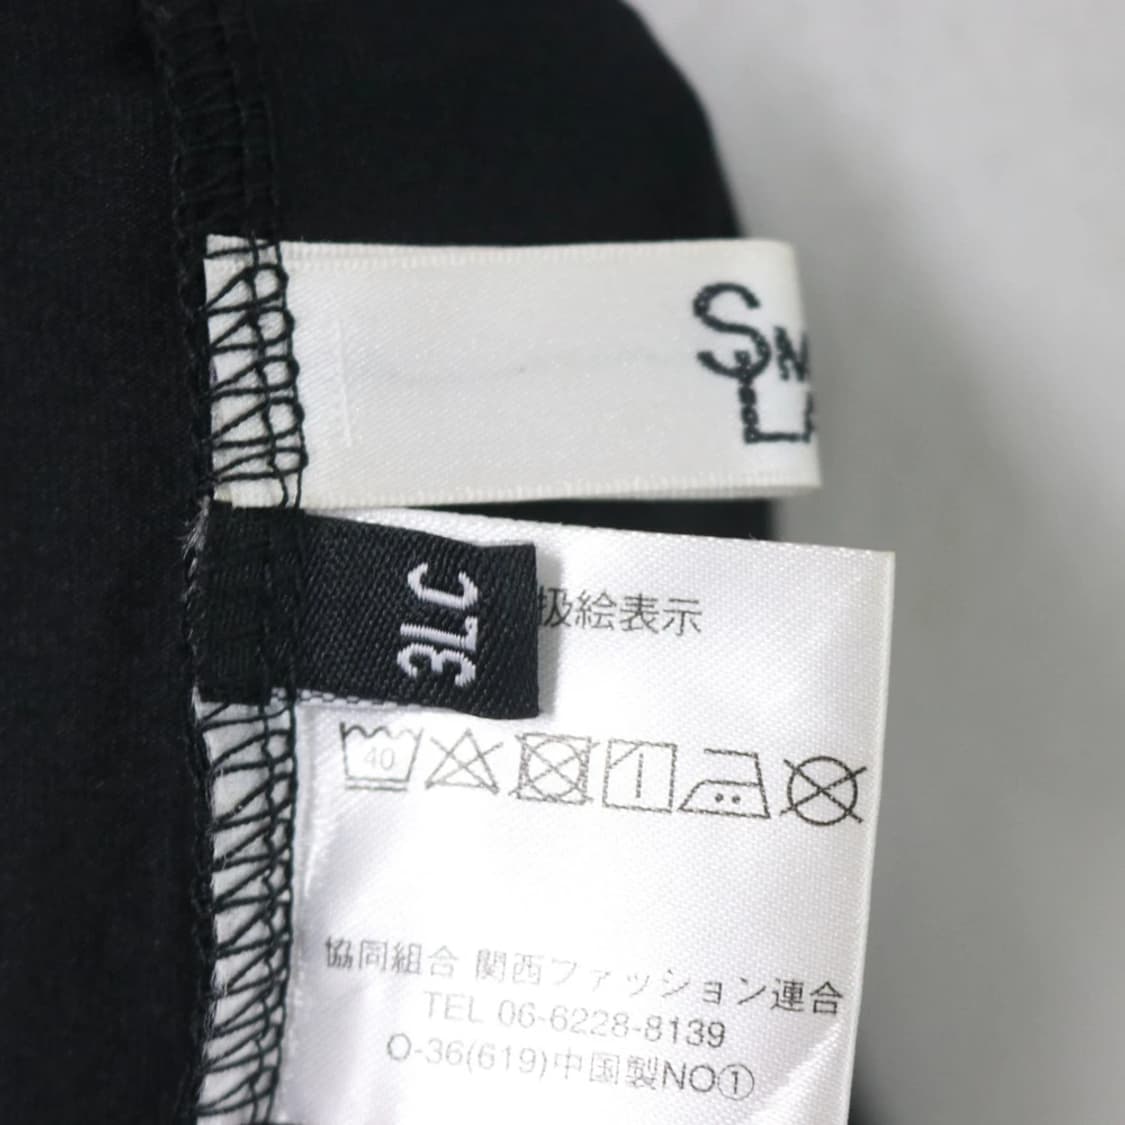 3LC
扱絵表示
40
協同組合 関西ファッション連合
TEL 06-6228-8139
O-36(619)中国製NO①